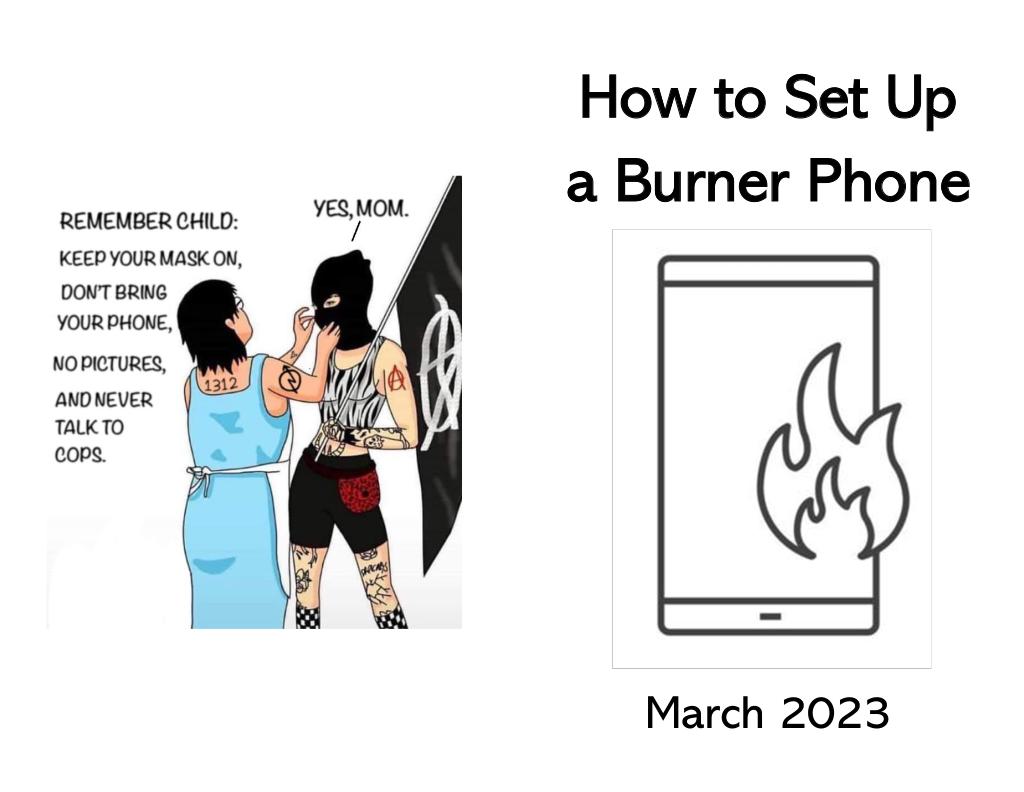 REMEMBER CHILD:
YES, MOM.
KEEP YOUR MASK ON,
DON'T BRING
YOUR PHONE,
NO PICTURES,
AND NEVER
TALK TO
COPS.
1312
A
How to Set Up
a Burner Phone
March 2023